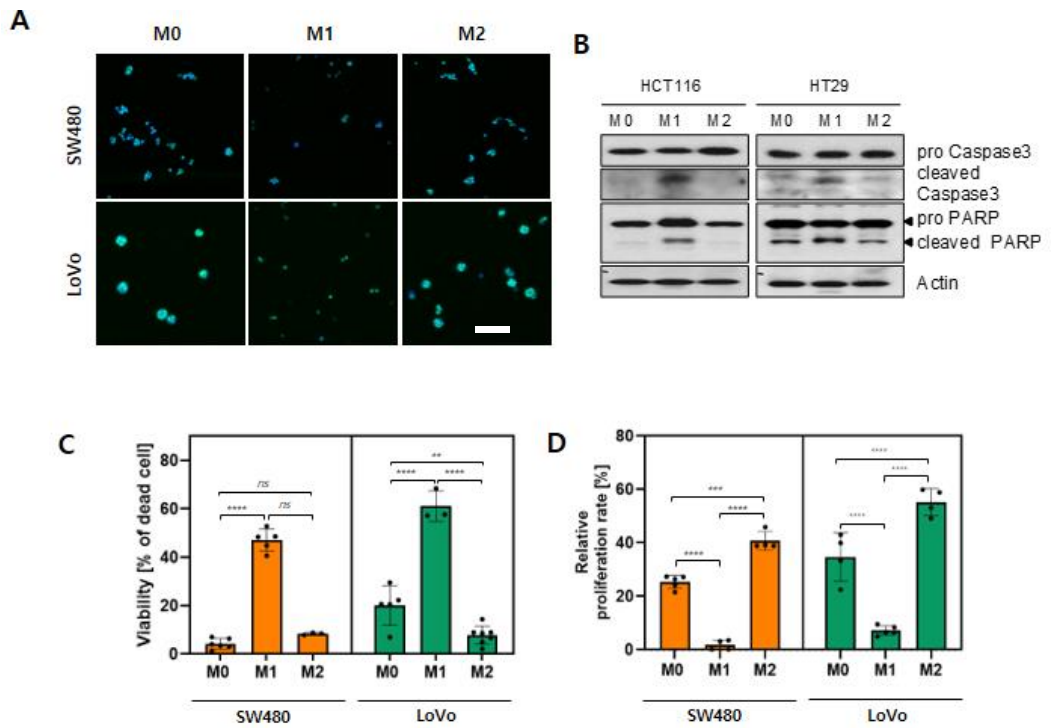 A
M0 M1 M2
SW480
LoVo
B
HCT116 HT29
M0 M1 M2 M0 M1 M2
pro Caspase3
cleaved
Caspase3
pro PARP
cleaved PARP
Actin
C
Viability [% of dead cell]
80
60
40
20
0
ns
**** ns
**
**** ****
M0 M1 M2 M0 M1 M2
SW480 LoVo
D
Relative
proliferation rate [%]
80
60
40
20
0
***
****
****
****
****
****
M0 M1 M2 M0 M1 M2
SW480 LoVo